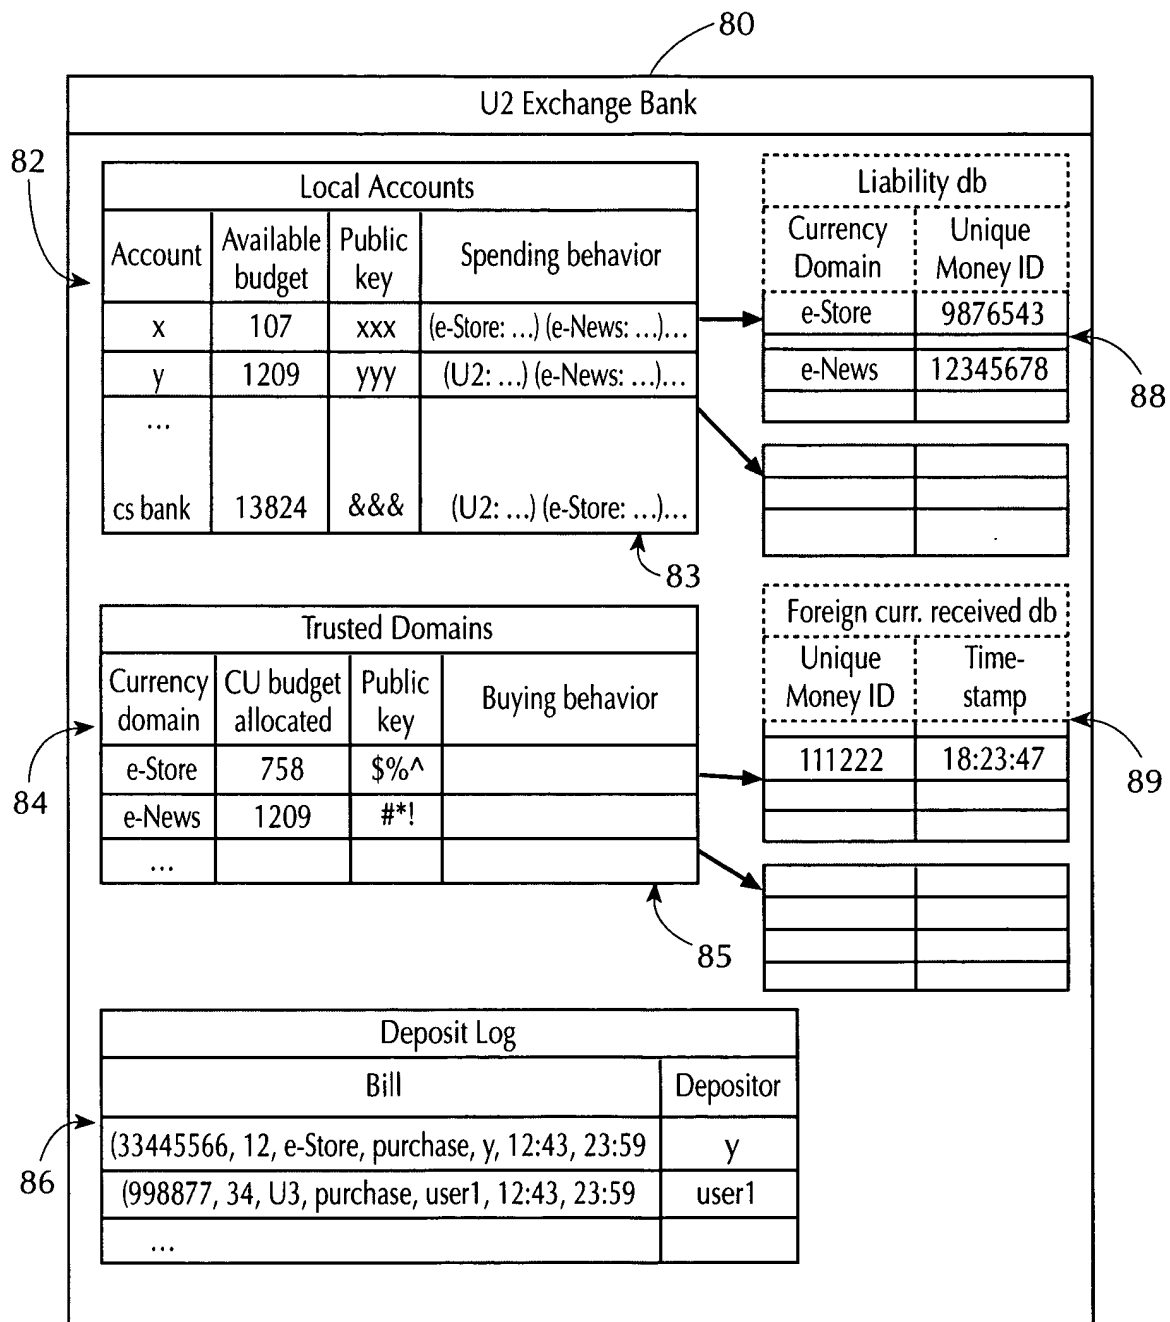 80
U2 Exchange Bank
82
Local Accounts
Account Available budget Public key Spending behavior
x 107 xxx (e-Store: ...) (e-News: ...)...
y 1209 yyy (U2: ...) (e-News: ...)...
...
cs bank 13824 &&& (U2: ...) (e-Store: ...)...
83
Liability db
Currency Domain Unique Money ID
e-Store 9876543
e-News 12345678
88
Trusted Domains
Currency domain CU budget allocated Public key Buying behavior
e-Store 758 $%^
e-News 1209 #*!
...
84
85
Foreign curr. received db
Unique Money ID Time-stamp
111222 18:23:47
89
Deposit Log
Bill Depositor
(33445566, 12, e-Store, purchase, y, 12:43, 23:59 y
(998877, 34, U3, purchase, user1, 12:43, 23:59 user1
...
86